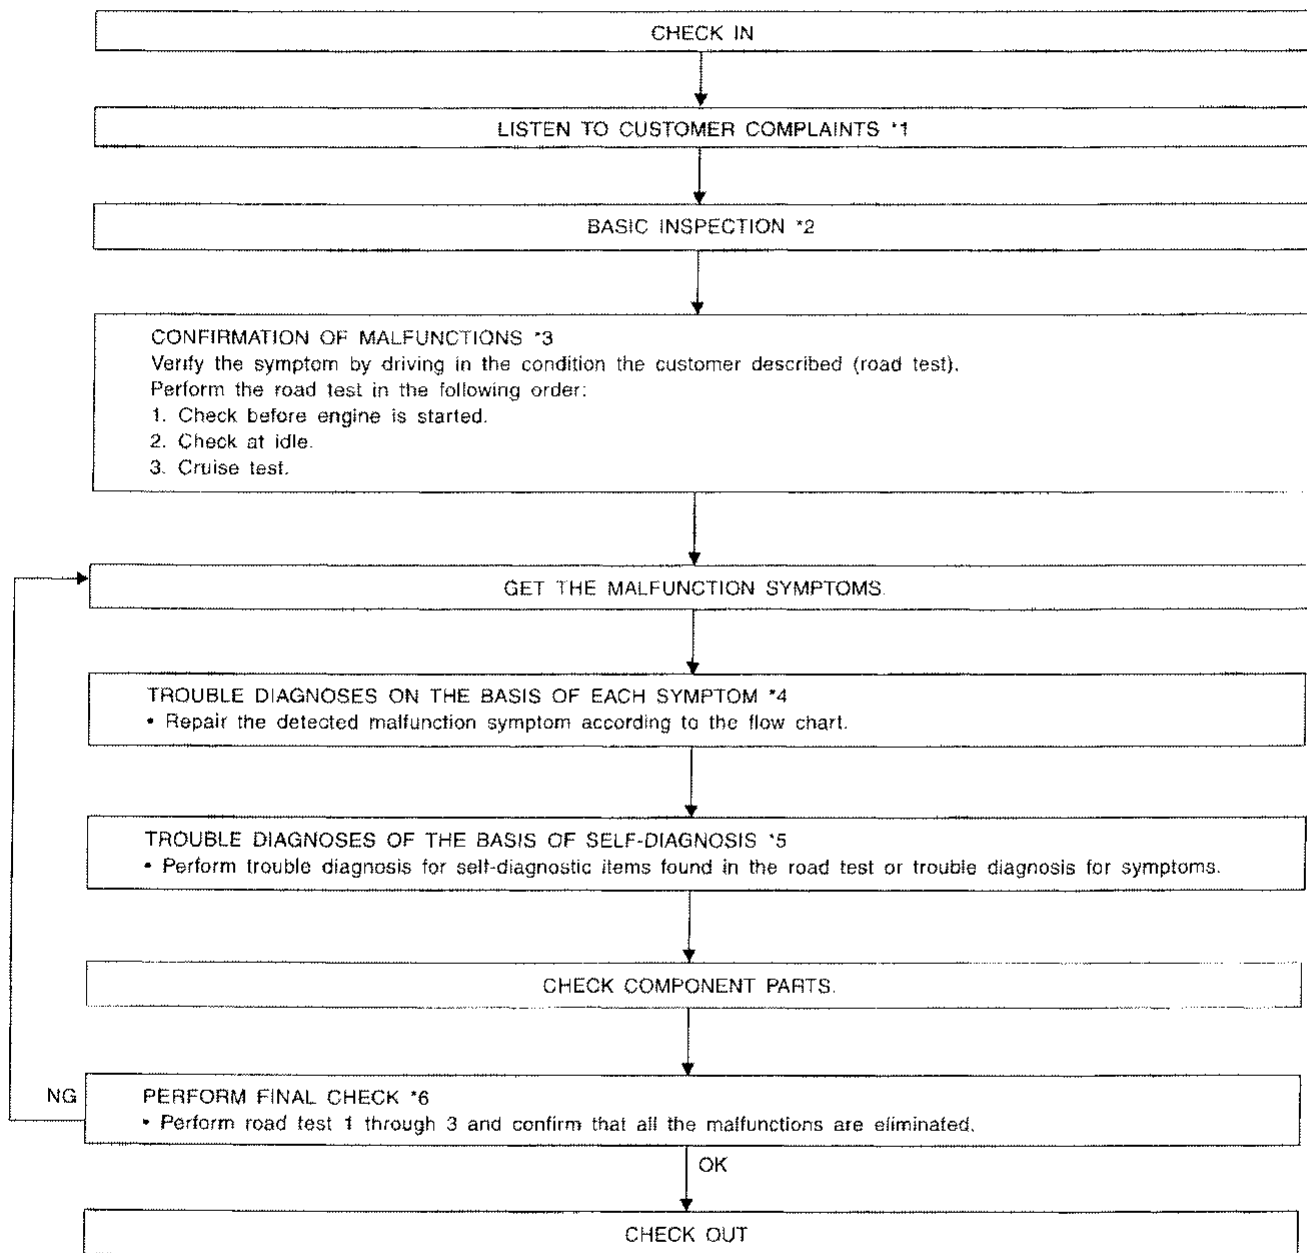 CHECK IN
LISTEN TO CUSTOMER COMPLAINTS *1
BASIC INSPECTION *2
CONFIRMATION OF MALFUNCTIONS *3
Verify the symptom by driving in the condition the customer described (road test).
Perform the road test in the following order:
1. Check before engine is started.
2. Check at idle.
3. Cruise test.
GET THE MALFUNCTION SYMPTOMS.
TROUBLE DIAGNOSES ON THE BASIS OF EACH SYMPTOM *4
• Repair the detected malfunction symptom according to the flow chart.
TROUBLE DIAGNOSES OF THE BASIS OF SELF-DIAGNOSIS *5
• Perform trouble diagnosis for self-diagnostic items found in the road test or trouble diagnosis for symptoms.
CHECK COMPONENT PARTS.
NG
PERFORM FINAL CHECK *6
• Perform road test 1 through 3 and confirm that all the malfunctions are eliminated.
OK
CHECK OUT